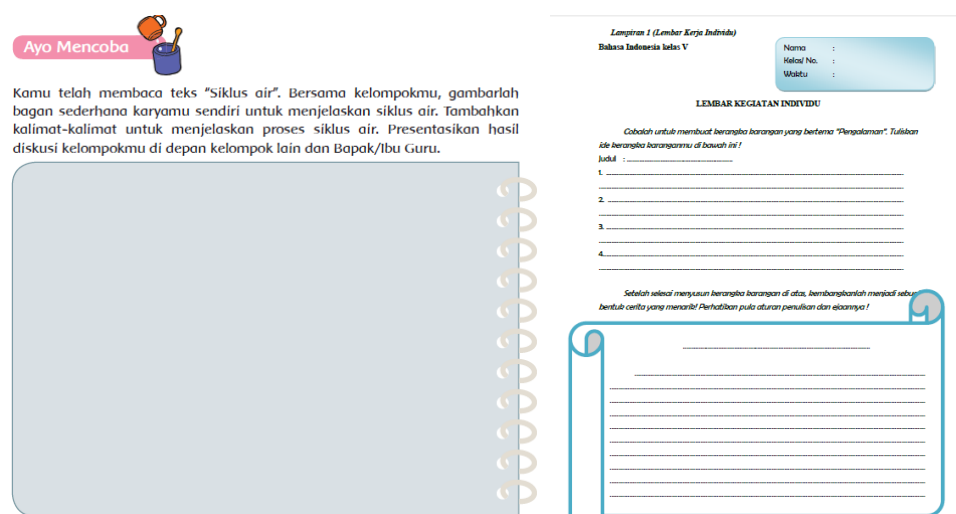 Ayo Mencoba
Kamu telah membaca teks "Siklus air". Bersama kelompokmu, gambarlah
bagan sederhana karyamu sendiri untuk menjelaskan siklus air. Tambahkan
kalimat-kalimat untuk menjelaskan proses siklus air. Presentasikan hasil
diskusi kelompokmu di depan kelompok lain dan Bapak/Ibu Guru.
Lampiran 1 (Lembar Kerja Individu)
Bahasa Indonesia kelas V
Nama :
Kelas/ No. :
Waktu :
LEMBAR KEGIATAN INDIVIDU
Cobalah untuk membuat kerangka karangan yang bertema "Pengalaman". Tuliskan
ide kerangka karanganmu di bawah ini !
Judul : ................................
1. ................................
2. ................................
3. ................................
4. ................................
Setelah selesai menyusun kerangka karangan di atas, kembangkanlah menjadi sebu
bentuk cerita yang menarik! Perhatikan pula aturan penulisan dan ejaannya !